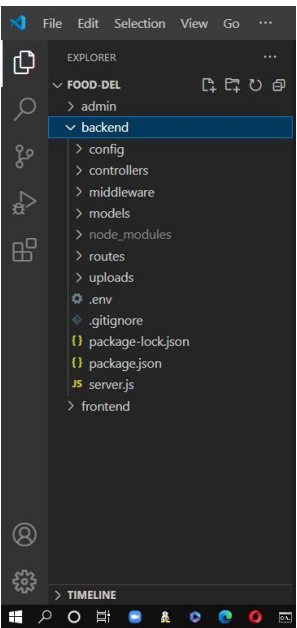 File Edit Selection View Go ...
EXPLORER ...
FOOD-DEL
admin
backend
config
controllers
middleware
models
node_modules
routes
uploads
.env
.gitignore
{} package-lock.json
{} package.json
JS server.js
frontend
TIMELINE